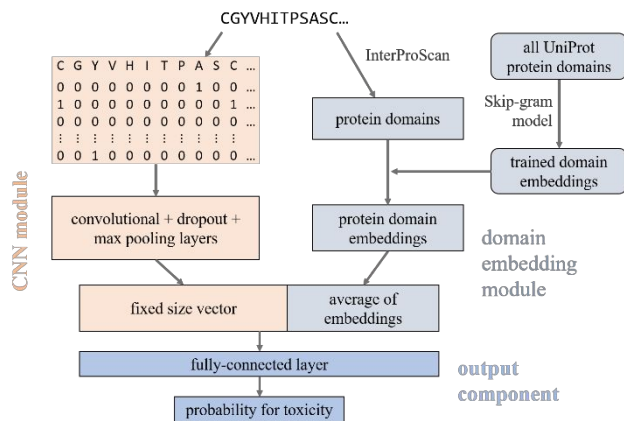 CGYVHITPSASC…
InterProScan
all UniProt
protein domains
C G Y V H I T P A S C …
0 0 0 0 0 0 0 0 1 0 0 …
1 0 0 0 0 0 0 0 0 0 1 …
0 0 0 0 0 0 0 0 0 0 0 …
⋮ ⋮ ⋮ ⋮ ⋮ ⋮ ⋮ ⋮ ⋮ ⋮ ⋮
0 0 1 0 0 0 0 0 0 0 0 …
protein domains
Skip-gram
model
trained domain
embeddings
CNN module
convolutional + dropout +
max pooling layers
protein domain
embeddings
domain
embedding
module
fixed size vector
average of
embeddings
fully-connected layer
output
component
probability for toxicity